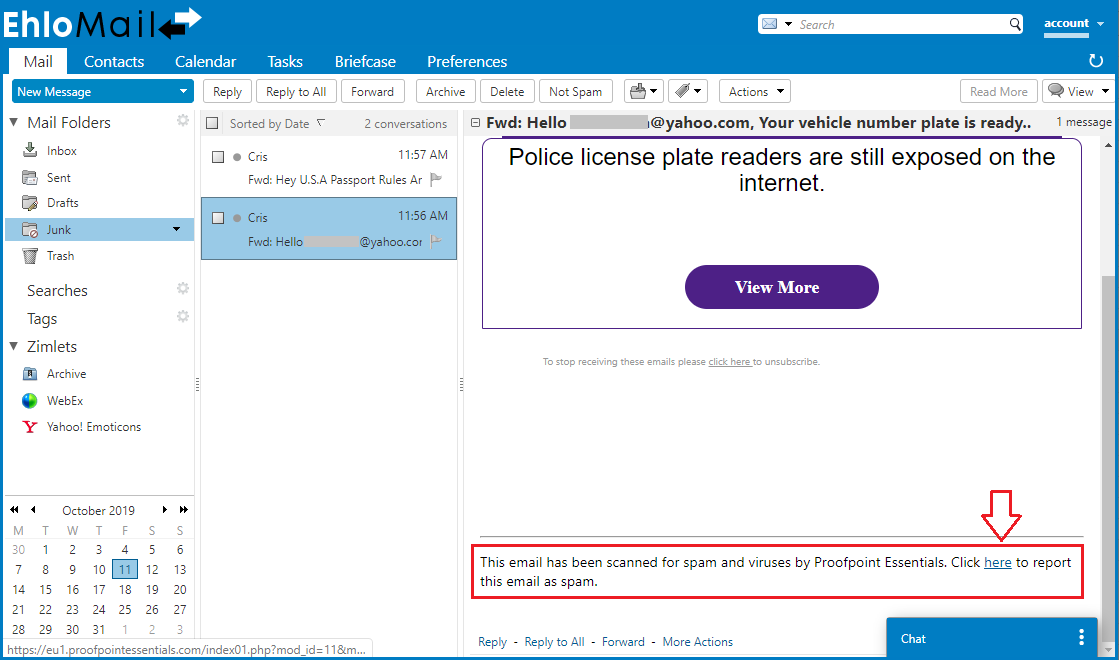 EhloMail
Search
account
Mail Contacts Calendar Tasks Briefcase Preferences
New Message
Reply Reply to All Forward Archive Delete Not Spam Actions Read More View
Mail Folders
Inbox
Sent
Drafts
Junk
Trash
Searches
Tags
Zimlets
Archive
WebEx
Yahoo! Emoticons
October 2019
M T W T F S S
30 1 2 3 4 5 6
7 8 9 10 11 12 13
14 15 16 17 18 19 20
21 22 23 24 25 26 27
28 29 30 31 1 2 3
https://eu1.proofpointessentials.com/index01.php?mod_id=11&m...
Sorted by Date 2 conversations
Cris 11:57 AM
Fwd: Hey U.S.A Passport Rules Ar
Cris 11:56 AM
Fwd: Hello @yahoo.cor
Fwd: Hello @yahoo.com, Your vehicle number plate is ready.. 1 message
Police license plate readers are still exposed on the
internet.
View More
To stop receiving these emails please click here to unsubscribe.
This email has been scanned for spam and viruses by Proofpoint Essentials. Click here to report
this email as spam.
Reply - Reply to All - Forward - More Actions
Chat